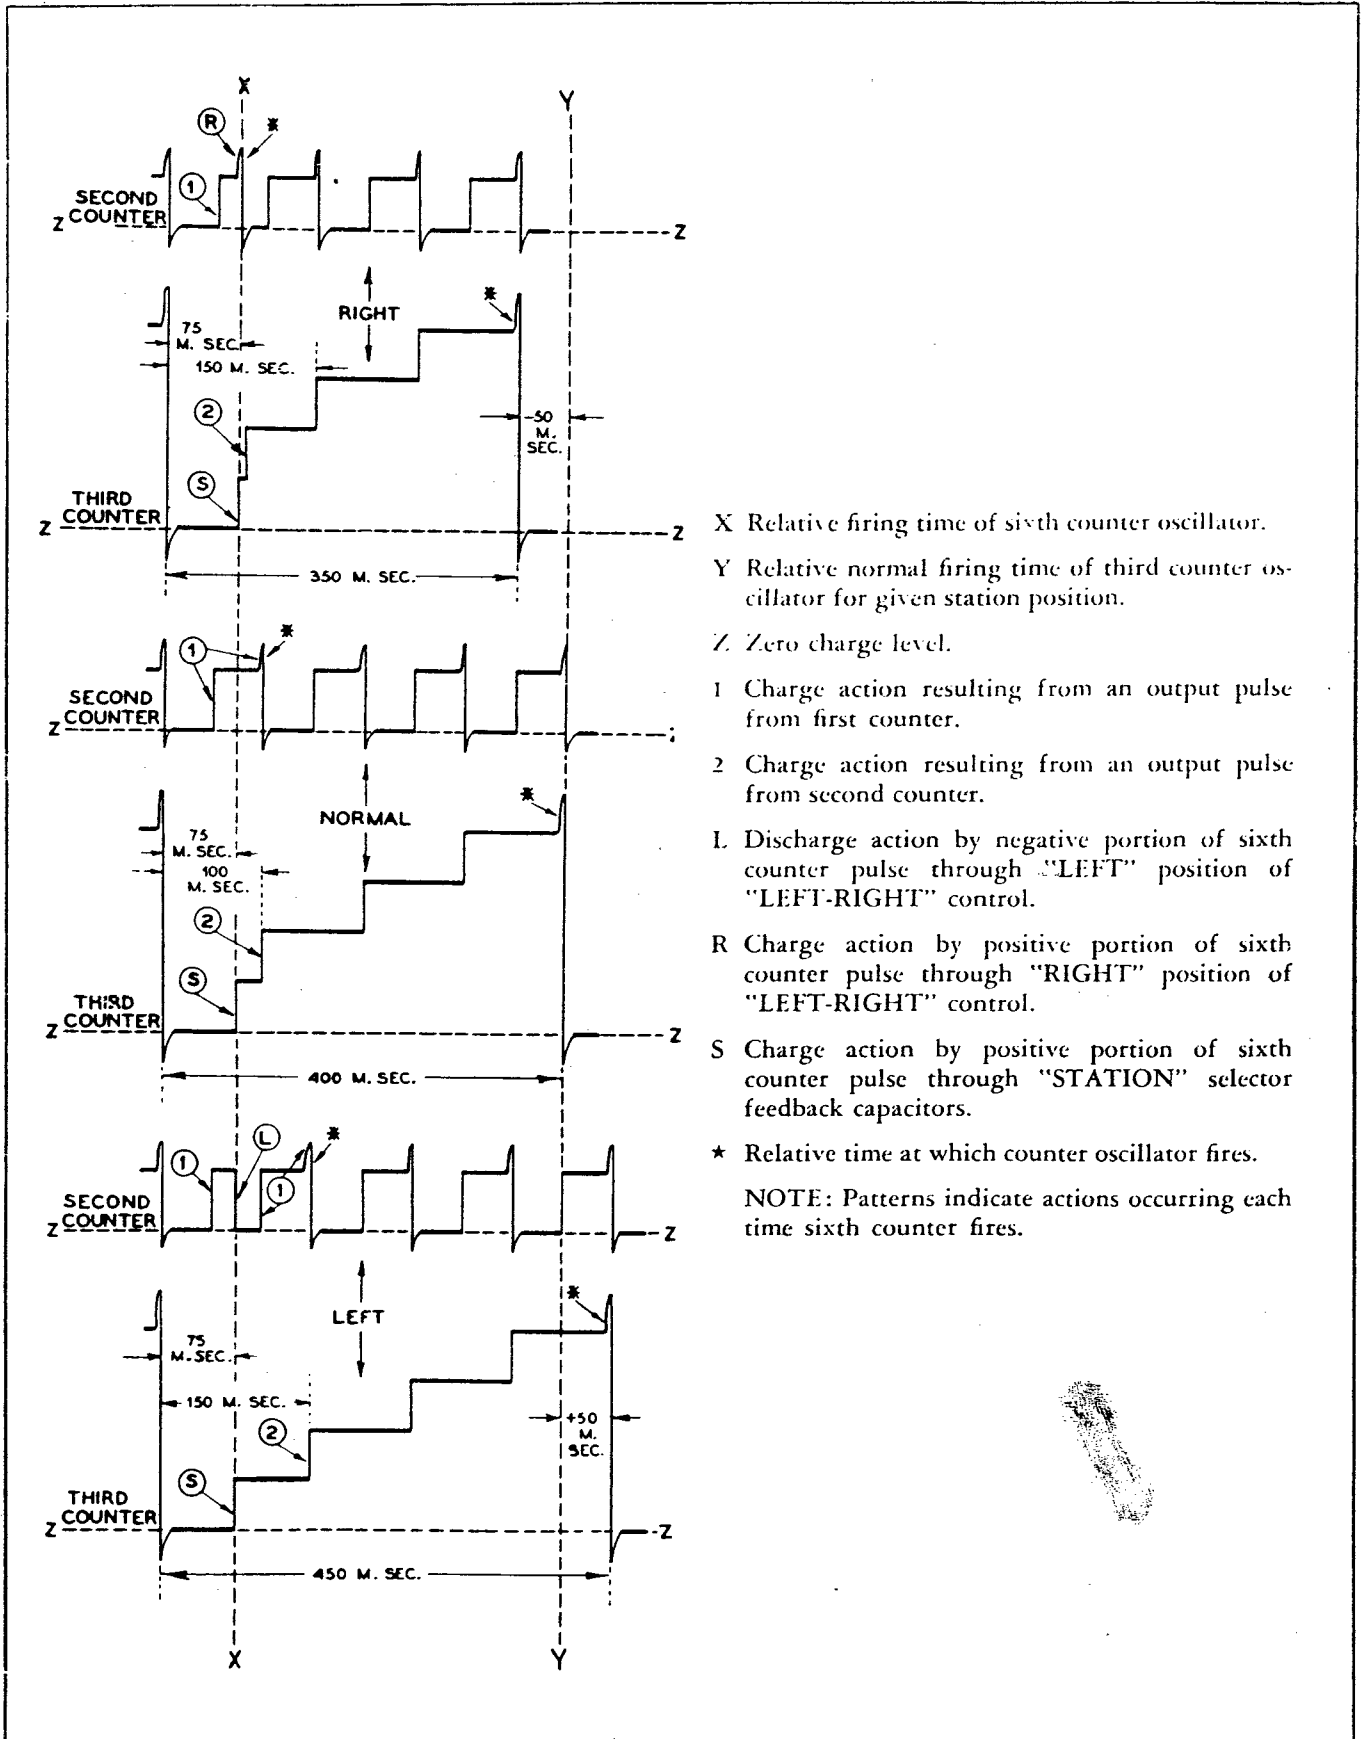 X
Y
R
*
1
SECOND
COUNTER
Z
Z
RIGHT
*
75
M. SEC.
150 M. SEC.
2
-50
M.
SEC.
S
THIRD
COUNTER
Z
Z
350 M. SEC.
1
*
SECOND
COUNTER
Z
NORMAL
*
75
M. SEC.
100
M. SEC.
2
S
THIRD
COUNTER
Z
Z
400 M. SEC.
1
L
*
1
SECOND
COUNTER
Z
Z
LEFT
*
75
M. SEC.
150 M. SEC.
2
+50
M.
SEC.
S
THIRD
COUNTER
Z
Z
450 M. SEC.
X
Y
X Relative firing time of sixth counter oscillator.
Y Relative normal firing time of third counter os-
cillator for given station position.
Z Zero charge level.
1 Charge action resulting from an output pulse
from first counter.
2 Charge action resulting from an output pulse
from second counter.
L Discharge action by negative portion of sixth
counter pulse through "LEFT" position of
"LEFT-RIGHT" control.
R Charge action by positive portion of sixth
counter pulse through "RIGHT" position of
"LEFT-RIGHT" control.
S Charge action by positive portion of sixth
counter pulse through "STATION" selector
feedback capacitors.
★ Relative time at which counter oscillator fires.
NOTE: Patterns indicate actions occurring each
time sixth counter fires.